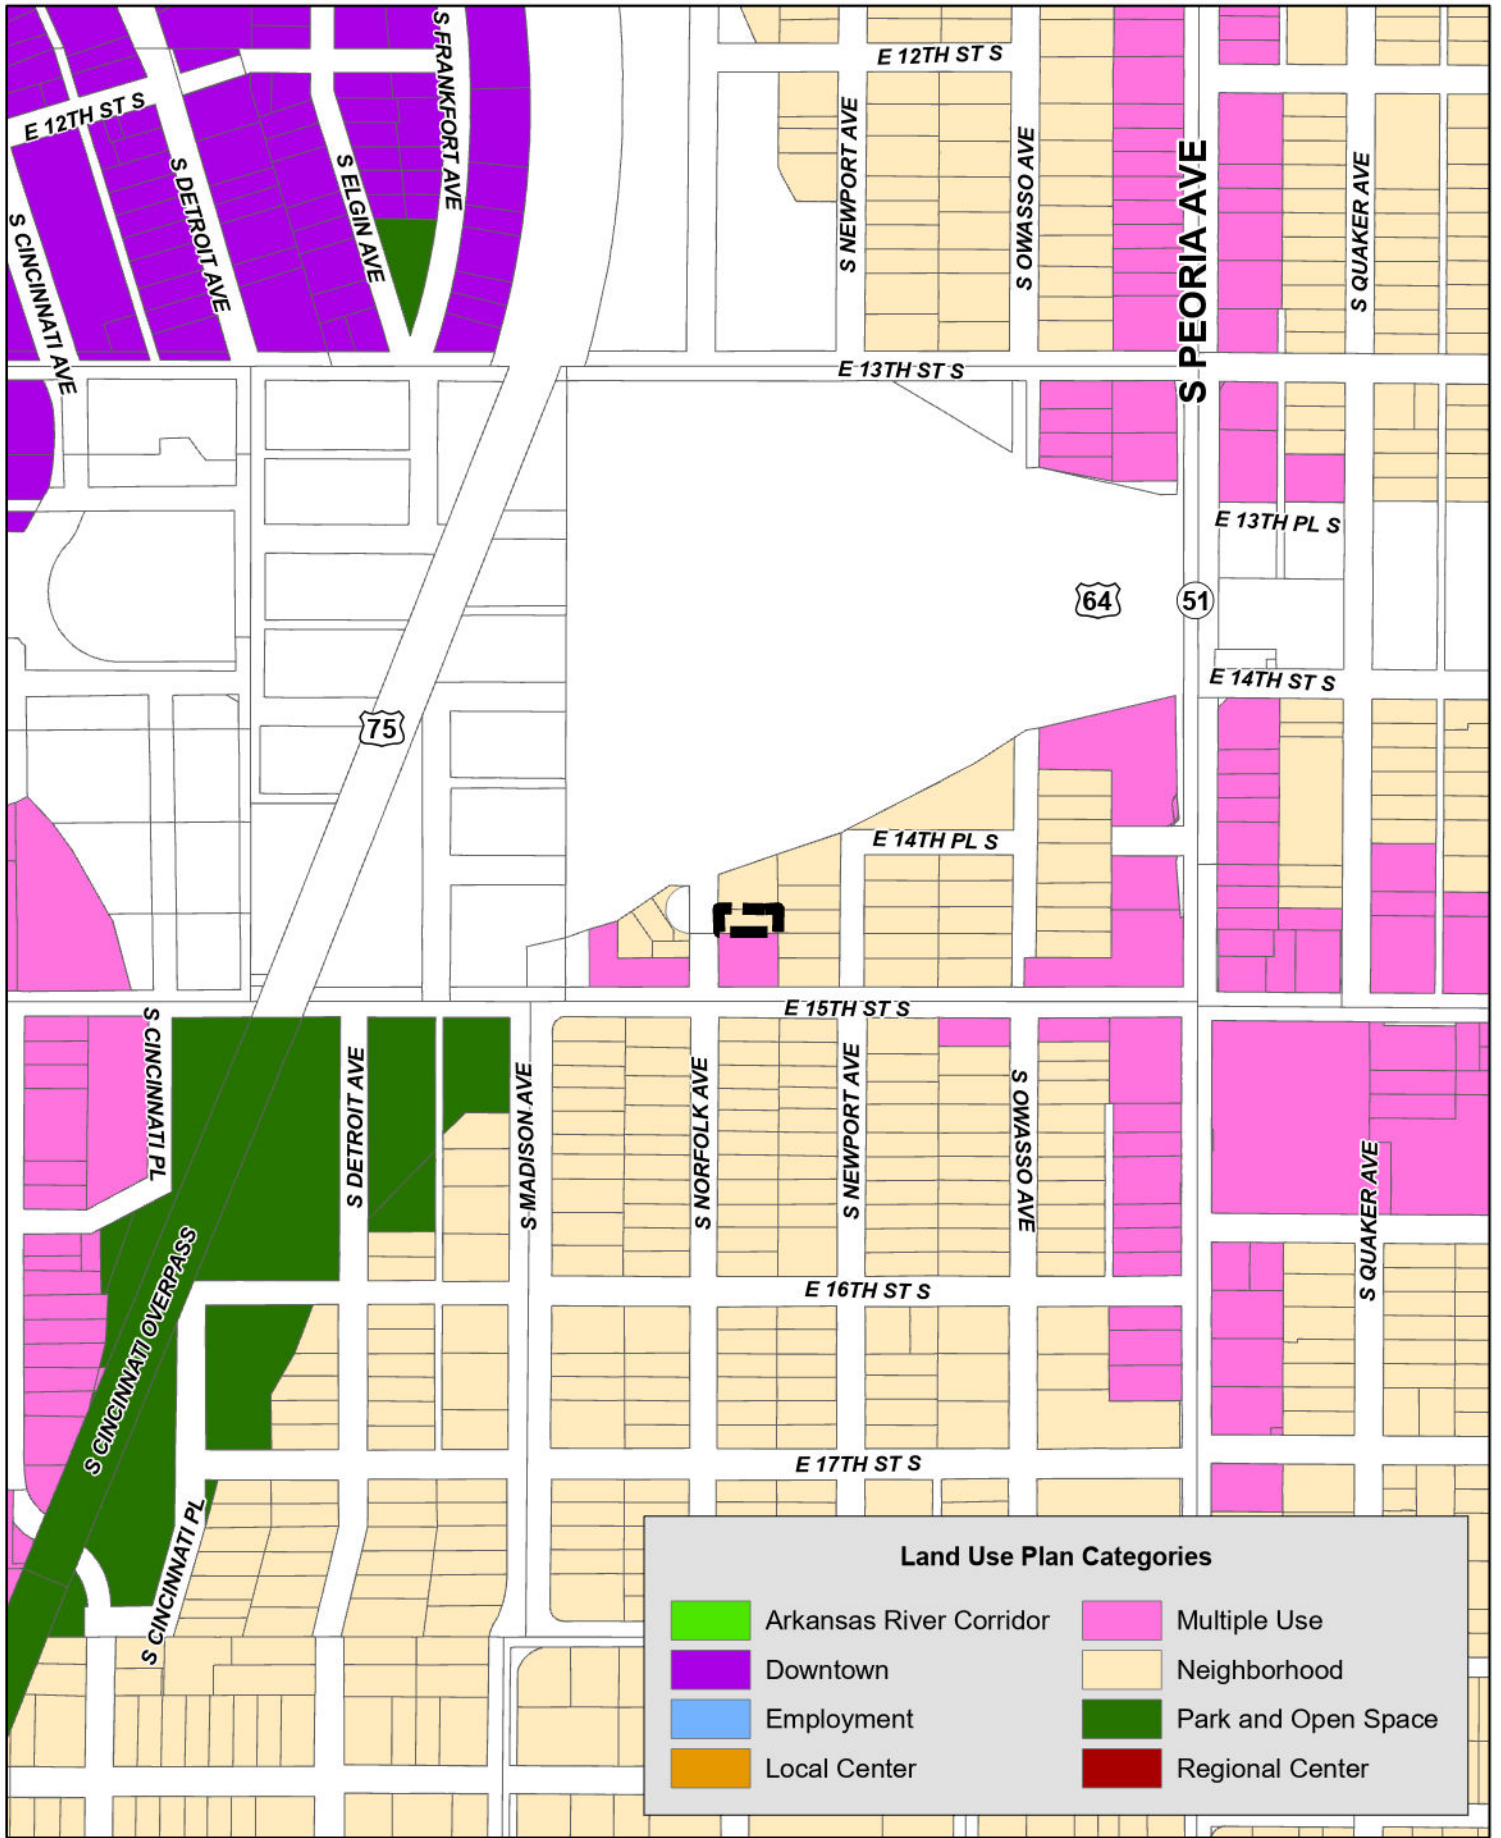 E 12TH ST S
S FRANKFORT AVE
E 12TH ST S
S CINCINNATI AVE
S DETROIT AVE
S ELGIN AVE
S NEWPORT AVE
S OWASSO AVE
S PEORIA AVE
S QUAKER AVE
E 13TH ST S
E 13TH PL S
64
51
E 14TH ST S
75
E 14TH PL S
E 15TH ST S
S CINCINNATI PL
S DETROIT AVE
S MADISON AVE
S NORFOLK AVE
S NEWPORT AVE
S OWASSO AVE
S QUAKER AVE
S CINCINNATI OVERPASS
E 16TH ST S
E 17TH ST S
S CINCINNATI PL
Land Use Plan Categories
Arkansas River Corridor
Downtown
Employment
Local Center
Multiple Use
Neighborhood
Park and Open Space
Regional Center